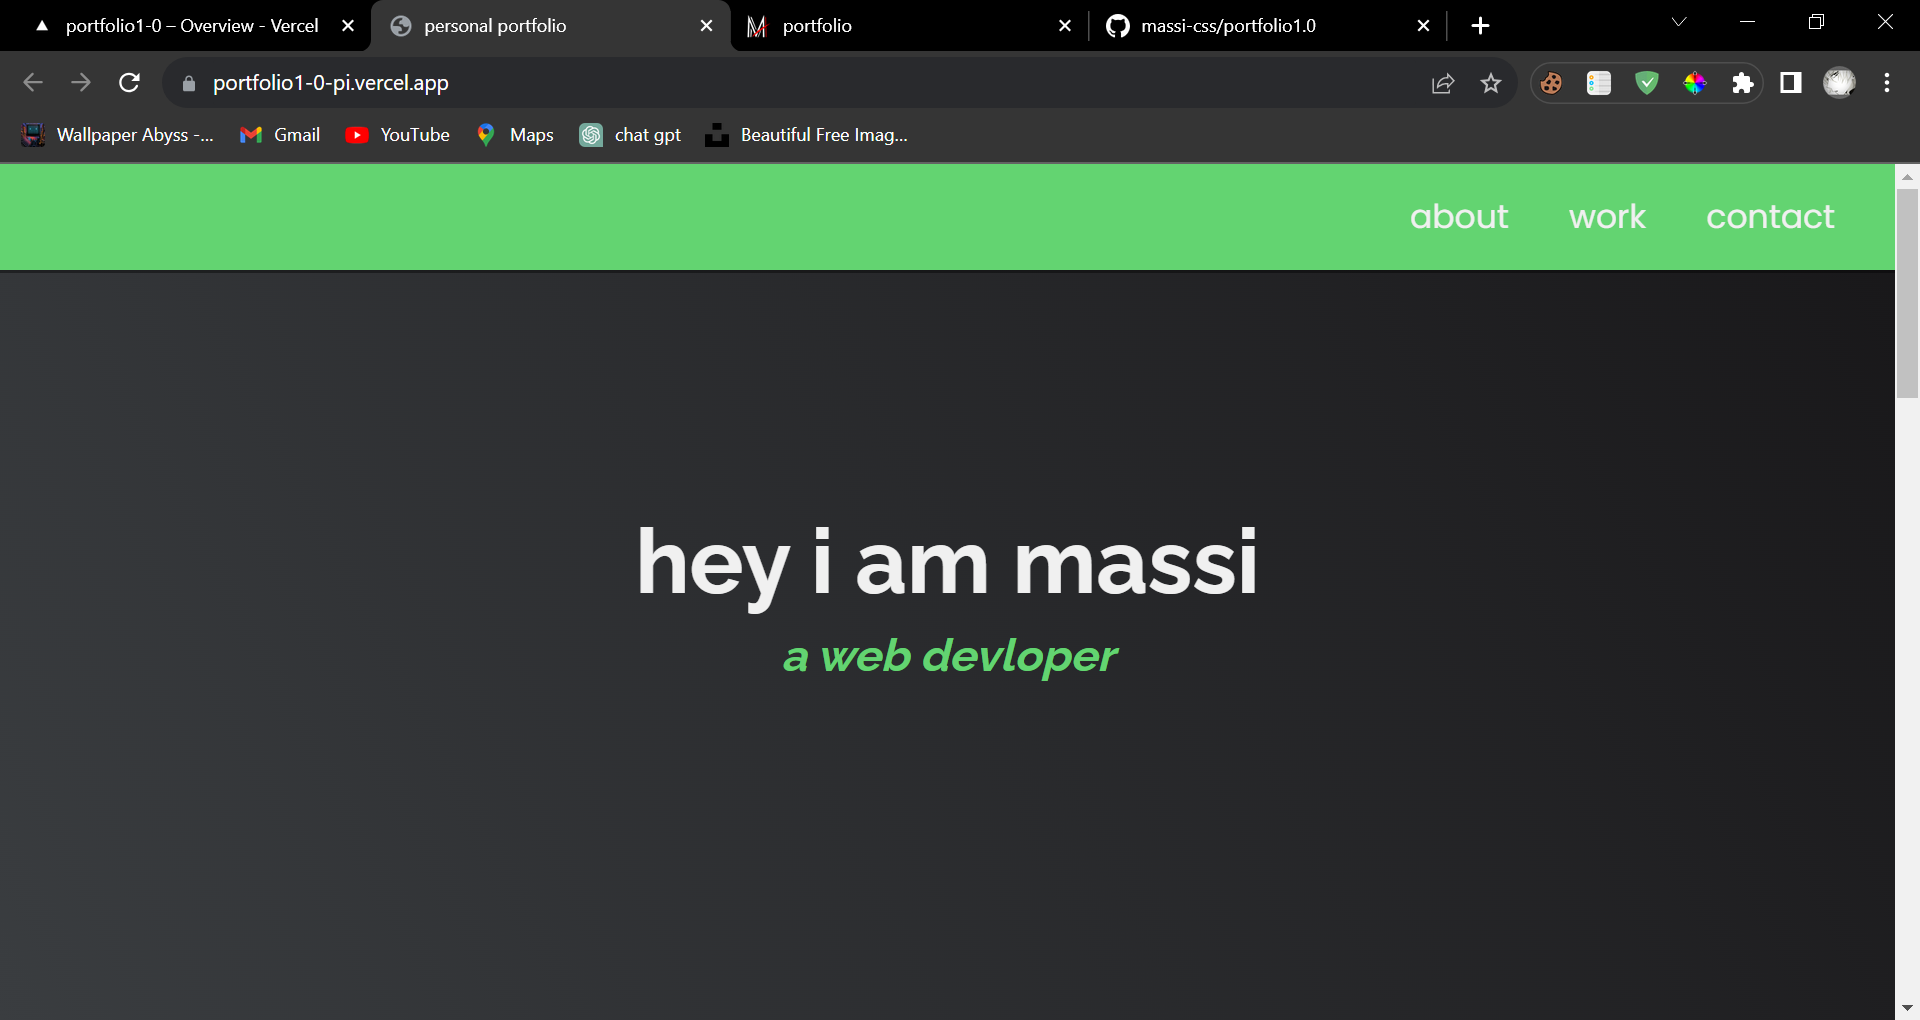 portfolio1-0 – Overview - Vercel
personal portfolio
portfolio
massi-css/portfolio1.0
portfolio1-0-pi.vercel.app
Wallpaper Abyss -...
Gmail
YouTube
Maps
chat gpt
Beautiful Free Imag...
about
work
contact
hey i am massi
a web devloper